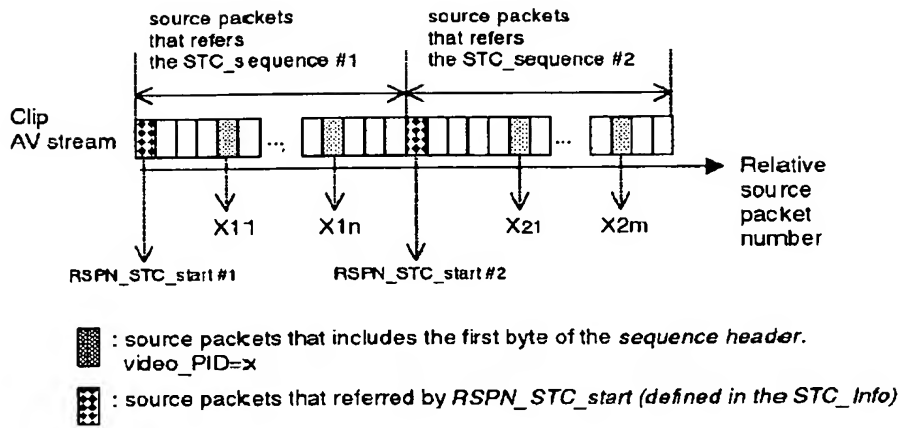 source packets
that refers
the STC_sequence #1
source packets
that refers
the STC_sequence #2
Clip
AV stream
...
...
Relative
source
packet
number
X11
X1n
X21
X2m
RSPN_STC_start #1
RSPN_STC_start #2
: source packets that includes the first byte of the sequence header.
video_PID=x
: source packets that referred by RSPN_STC_start (defined in the STC_Info)